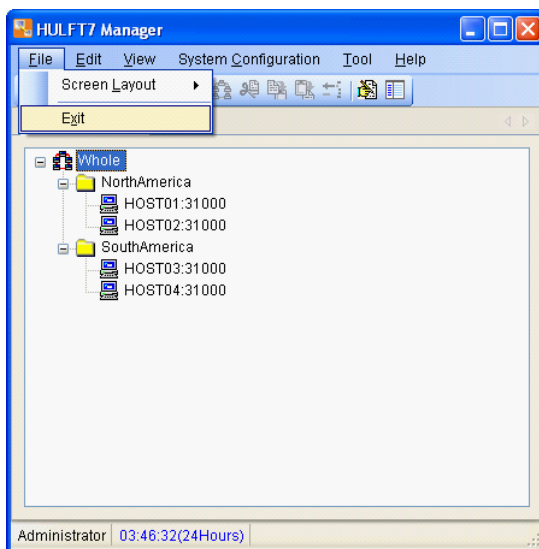 HULFT7 Manager
File Edit View System Configuration Tool Help
Screen Layout
Exit
Whole
NorthAmerica
HOST01:31000
HOST02:31000
SouthAmerica
HOST03:31000
HOST04:31000
Administrator 03:46:32(24Hours)